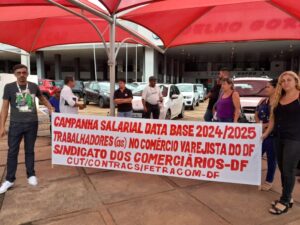 CAMPANHA SALARIAL DATA BASE 2024/2025
TRABALHADORES (as) NO COMÉRCIO VAREJISTA DO DF
SINDICATO DOS COMERCIÁRIOS-DF
CUT/CONTRACS/FETRACOM-DF